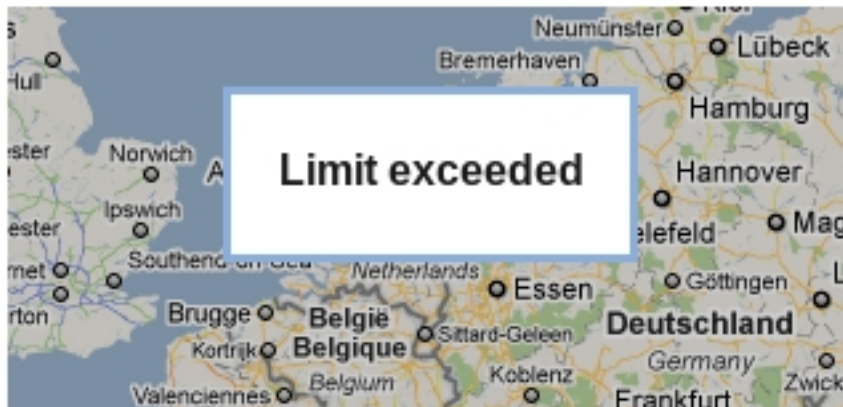 Kiel
Neumünster
Lübeck
Bremerhaven
Hull
Hamburg
Norwich
Limit exceeded
Hannover
Ipswich
Southend-on-Sea
Netherlands
Essen
Göttingen
Brugge
België
Sittard-Geleen
Deutschland
Kortrijk
Belgique
Germany
Belgium
Koblenz
Valenciennes
Frankfurt